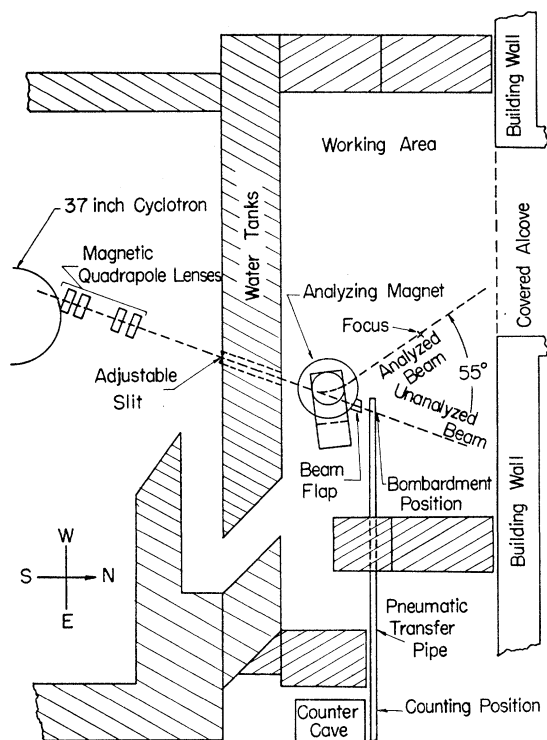 Building Wall
Working Area
37 inch Cyclotron
Magnetic
Quadrapole Lenses
Water Tanks
Analyzing Magnet
Covered Alcove
Focus
Analyzed
Beam
55°
Unanalyzed
Beam
Adjustable
Slit
Beam
Flap
Bombardment
Position
Building Wall
W
S
N
E
Pneumatic
Transfer
Pipe
Counting Position
Counter
Cave